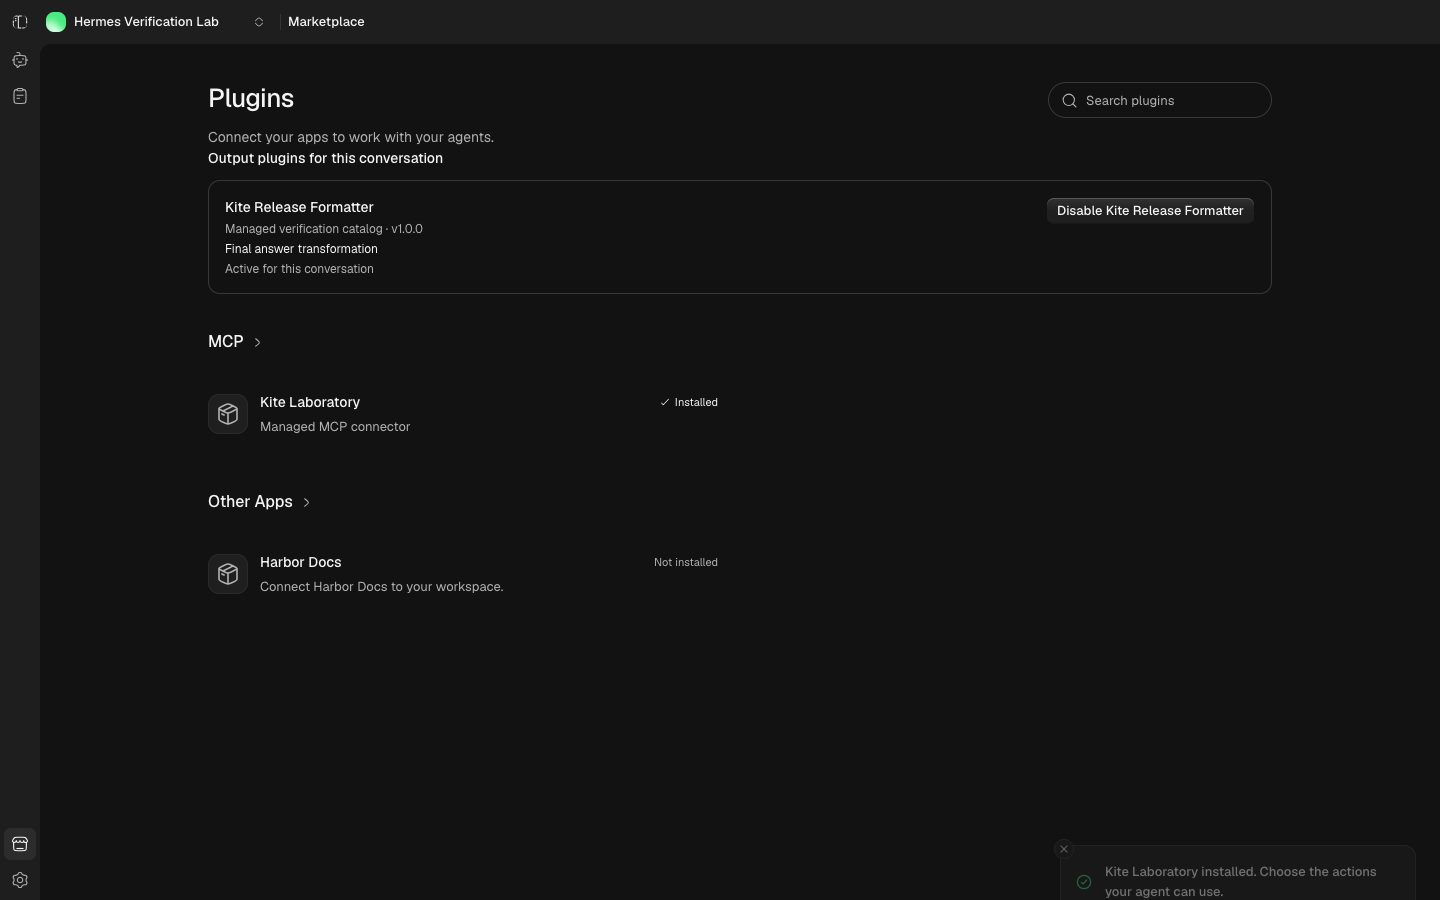 Hermes Verification Lab
Marketplace
Plugins
Search plugins
Connect your apps to work with your agents.
Output plugins for this conversation
Kite Release Formatter
Disable Kite Release Formatter
Managed verification catalog · v1.0.0
Final answer transformation
Active for this conversation
MCP
Kite Laboratory
Installed
Managed MCP connector
Other Apps
Harbor Docs
Not installed
Connect Harbor Docs to your workspace.
Kite Laboratory installed. Choose the actions
your agent can use.